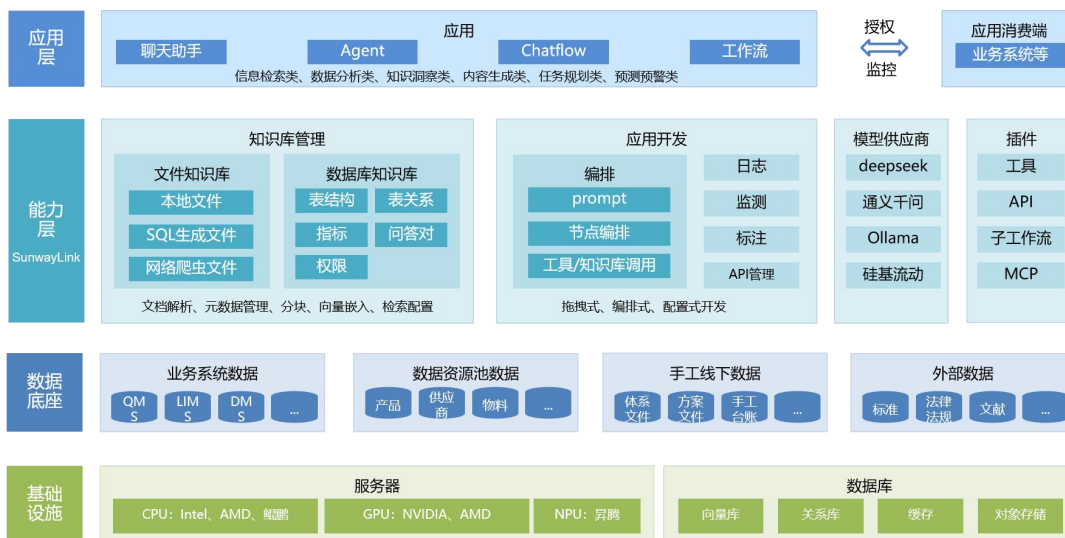 应用层
应用
聊天助手
Agent
Chatflow
工作流
信息检索类、数据分析类、知识洞察类、内容生成类、任务规划类、预测预警类
授权
监控
应用消费端
业务系统等
能力层
SunwayLink
知识库管理
文件知识库
本地文件
SQL生成文件
网络爬虫文件
数据库知识库
表结构
表关系
指标
问答对
权限
文档解析、元数据管理、分块、向量嵌入、检索配置
应用开发
编排
prompt
节点编排
工具/知识库调用
日志
监测
标注
API管理
拖拽式、编排式、配置式开发
模型供应商
deepseek
通义千问
Ollama
硅基流动
插件
工具
API
子工作流
MCP
数据底座
业务系统数据
QMS
LIMS
DMS
...
数据资源池数据
产品
供应商
物料
...
手工线下数据
体系文件
方案文件
手工台账
...
外部数据
标准
法律法规
文献
...
基础设施
服务器
CPU：Intel、AMD、鲲鹏
GPU：NVIDIA、AMD
NPU：昇腾
数据库
向量库
关系库
缓存
对象存储